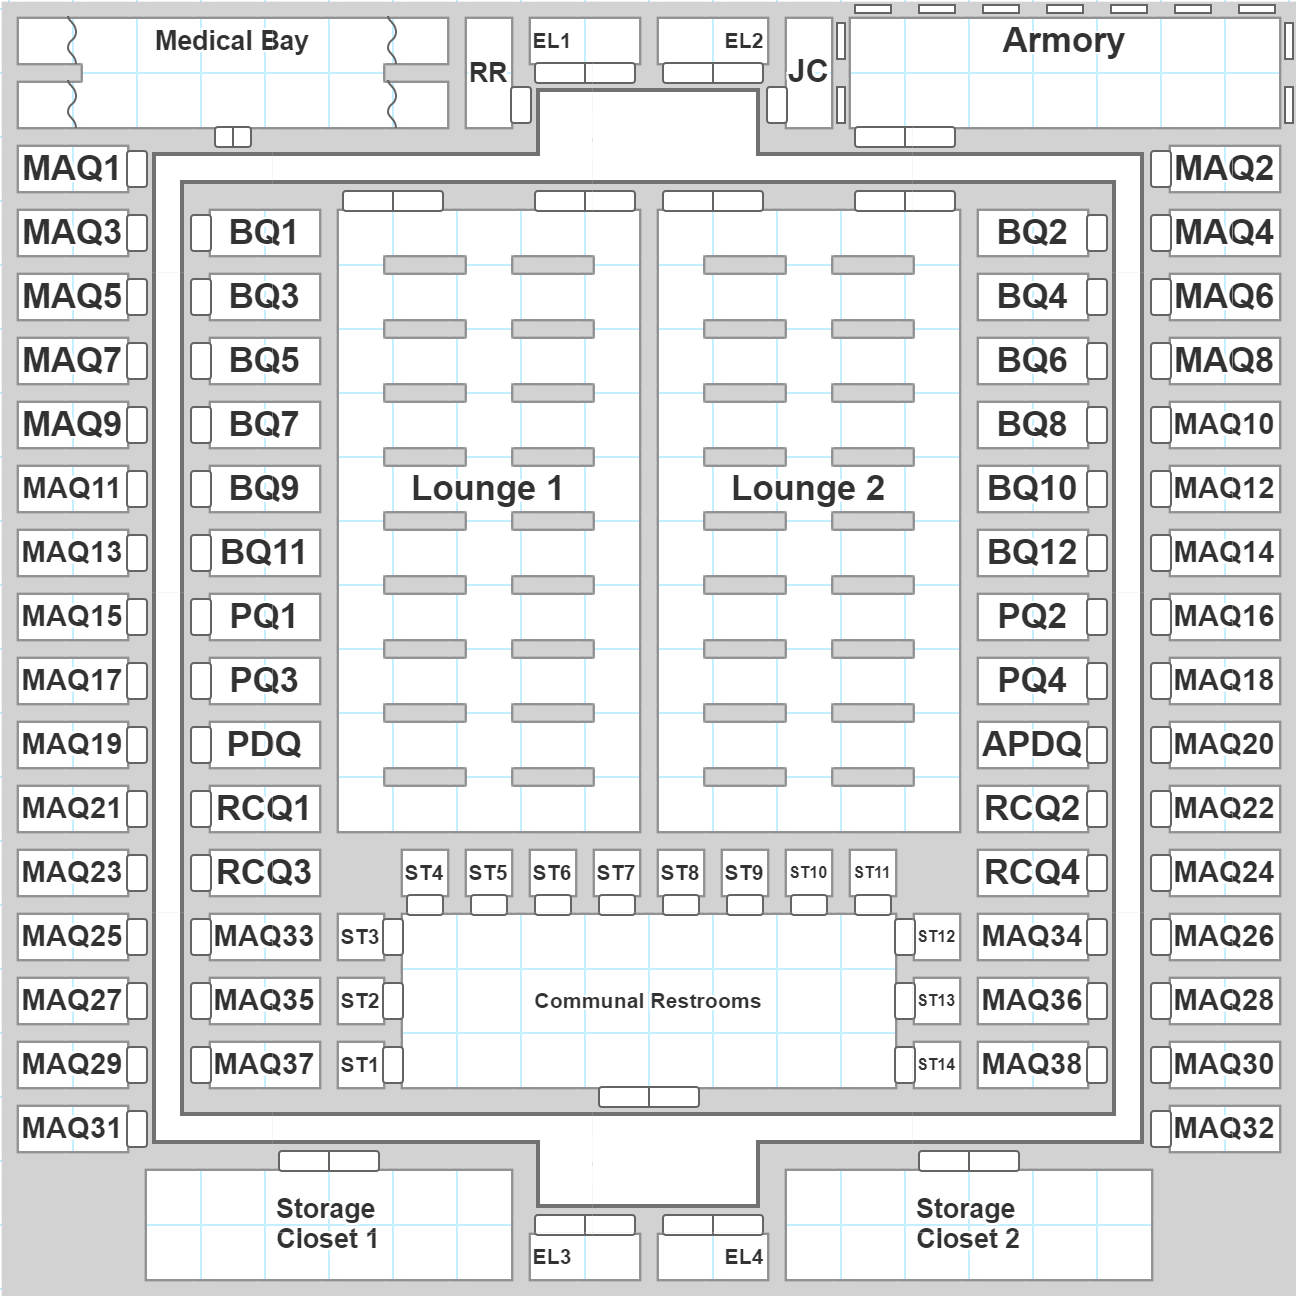 Medical Bay
RR
EL1
EL2
JC
Armory
MAQ1
MAQ2
MAQ3
BQ1
BQ2
MAQ4
MAQ5
BQ3
BQ4
MAQ6
MAQ7
BQ5
BQ6
MAQ8
MAQ9
BQ7
BQ8
MAQ10
MAQ11
BQ9
Lounge 1
Lounge 2
BQ10
MAQ12
MAQ13
BQ11
BQ12
MAQ14
MAQ15
PQ1
PQ2
MAQ16
MAQ17
PQ3
PQ4
MAQ18
MAQ19
PDQ
APDQ
MAQ20
MAQ21
RCQ1
RCQ2
MAQ22
MAQ23
RCQ3
ST4
ST5
ST6
ST7
ST8
ST9
ST10
ST11
RCQ4
MAQ24
MAQ25
MAQ33
ST3
ST12
MAQ34
MAQ26
MAQ27
MAQ35
ST2
Communal Restrooms
ST13
MAQ36
MAQ28
MAQ29
MAQ37
ST1
ST14
MAQ38
MAQ30
MAQ31
MAQ32
Storage
Closet 1
EL3
EL4
Storage
Closet 2